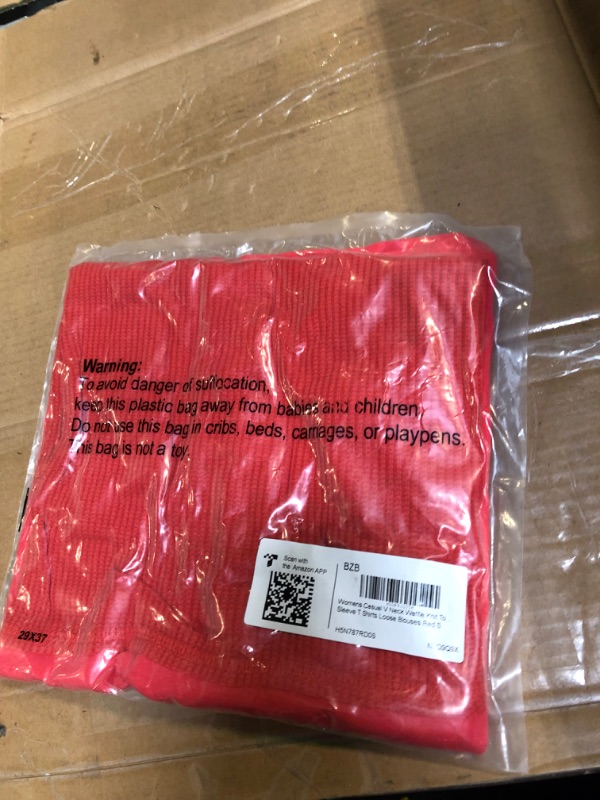 Warning:
To avoid danger of suffocation,
keep this plastic bag away from babies and children,
Do not use this bag in cribs, beds, carriages, or playpens.
This bag is not a toy.
Scan with
the Amazon APP
BZB
Womens Casual V Neck Waffle Knit To
Sleeve T Shirts Loose Blouses Red S
H5N787RD0S
29X37